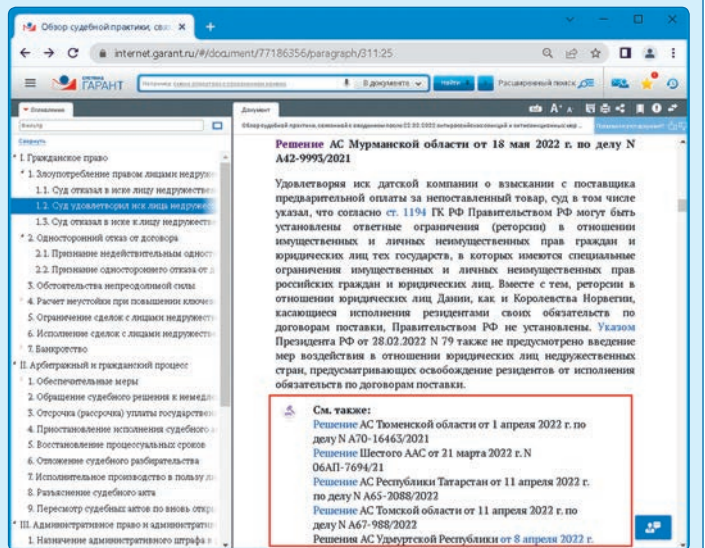 Обзор судебной практики, свя
internet.garant.ru/#/document/77186356/paragraph/311:25
СИСТЕМА
ГАРАНТ
В документе
Найти
Расширенный поиск
Оглавление
Документ
Фильтр
Свернуть
I. Гражданское право
1. Злоупотребление правом лицами недруже
1.1. Суд отказал в иске лицу недружествен
1.2. Суд удовлетворил иск лица недружес
1.3. Суд отказал в иске к лицу недружеств
2. Односторонний отказ от договора
2.1. Признание недействительным одност
2.2. Признание одностороннего отказа от д
3. Обстоятельства непреодолимой силы
4. Расчет неустойки при повышении ключев
5. Ограничение сделок с лицами недружест
6. Исполнение сделок с лицами недружеств
7. Банкротство
II. Арбитражный и гражданский процесс
1. Обеспечительные меры
2. Обращение судебного решения к немедл
3. Отсрочка (рассрочка) уплаты государствен
4. Приостановление исполнения судебного а
5. Восстановление процессуальных сроков
6. Отложение судебного разбирательства
7. Исполнительное производство в пользу ли
8. Разъяснение судебного акта
9. Пересмотр судебных актов по вновь откры
III. Административное право и административн
1. Назначение административного штрафа в
Решение АС Мурманской области от 18 мая 2022 г. по делу N
А42-9993/2021
Удовлетворяя иск датской компании о взыскании с поставщика
предварительной оплаты за непоставленный товар, суд в том числе
указал, что согласно ст. 1194 ГК РФ Правительством РФ могут быть
установлены ответные ограничения (реторсии) в отношении
имущественных и личных неимущественных прав граждан и
юридических лиц тех государств, в которых имеются специальные
ограничения имущественных и личных неимущественных прав
российских граждан и юридических лиц. Вместе с тем, реторсии в
отношении юридических лиц Дании, как и Королевства Норвегии,
касающиеся исполнения резидентами своих обязательств по
договорам поставки, Правительством РФ не установлены. Указом
Президента РФ от 28.02.2022 N 79 также не предусмотрено введение
мер воздействия в отношении юридических лиц недружественных
стран, предусматривающих освобождение резидентов от исполнения
обязательств по договорам поставки.
См. также:
Решение АС Тюменской области от 1 апреля 2022 г. по
делу N А70-16463/2021
Решение Шестого ААС от 21 марта 2022 г. N
06АП-7694/21
Решение АС Республики Татарстан от 11 апреля 2022 г.
по делу N А65-2088/2022
Решение АС Томской области от 11 апреля 2022 г. по
делу N А67-988/2022
Решения АС Удмуртской Республики от 8 апреля 2022 г.